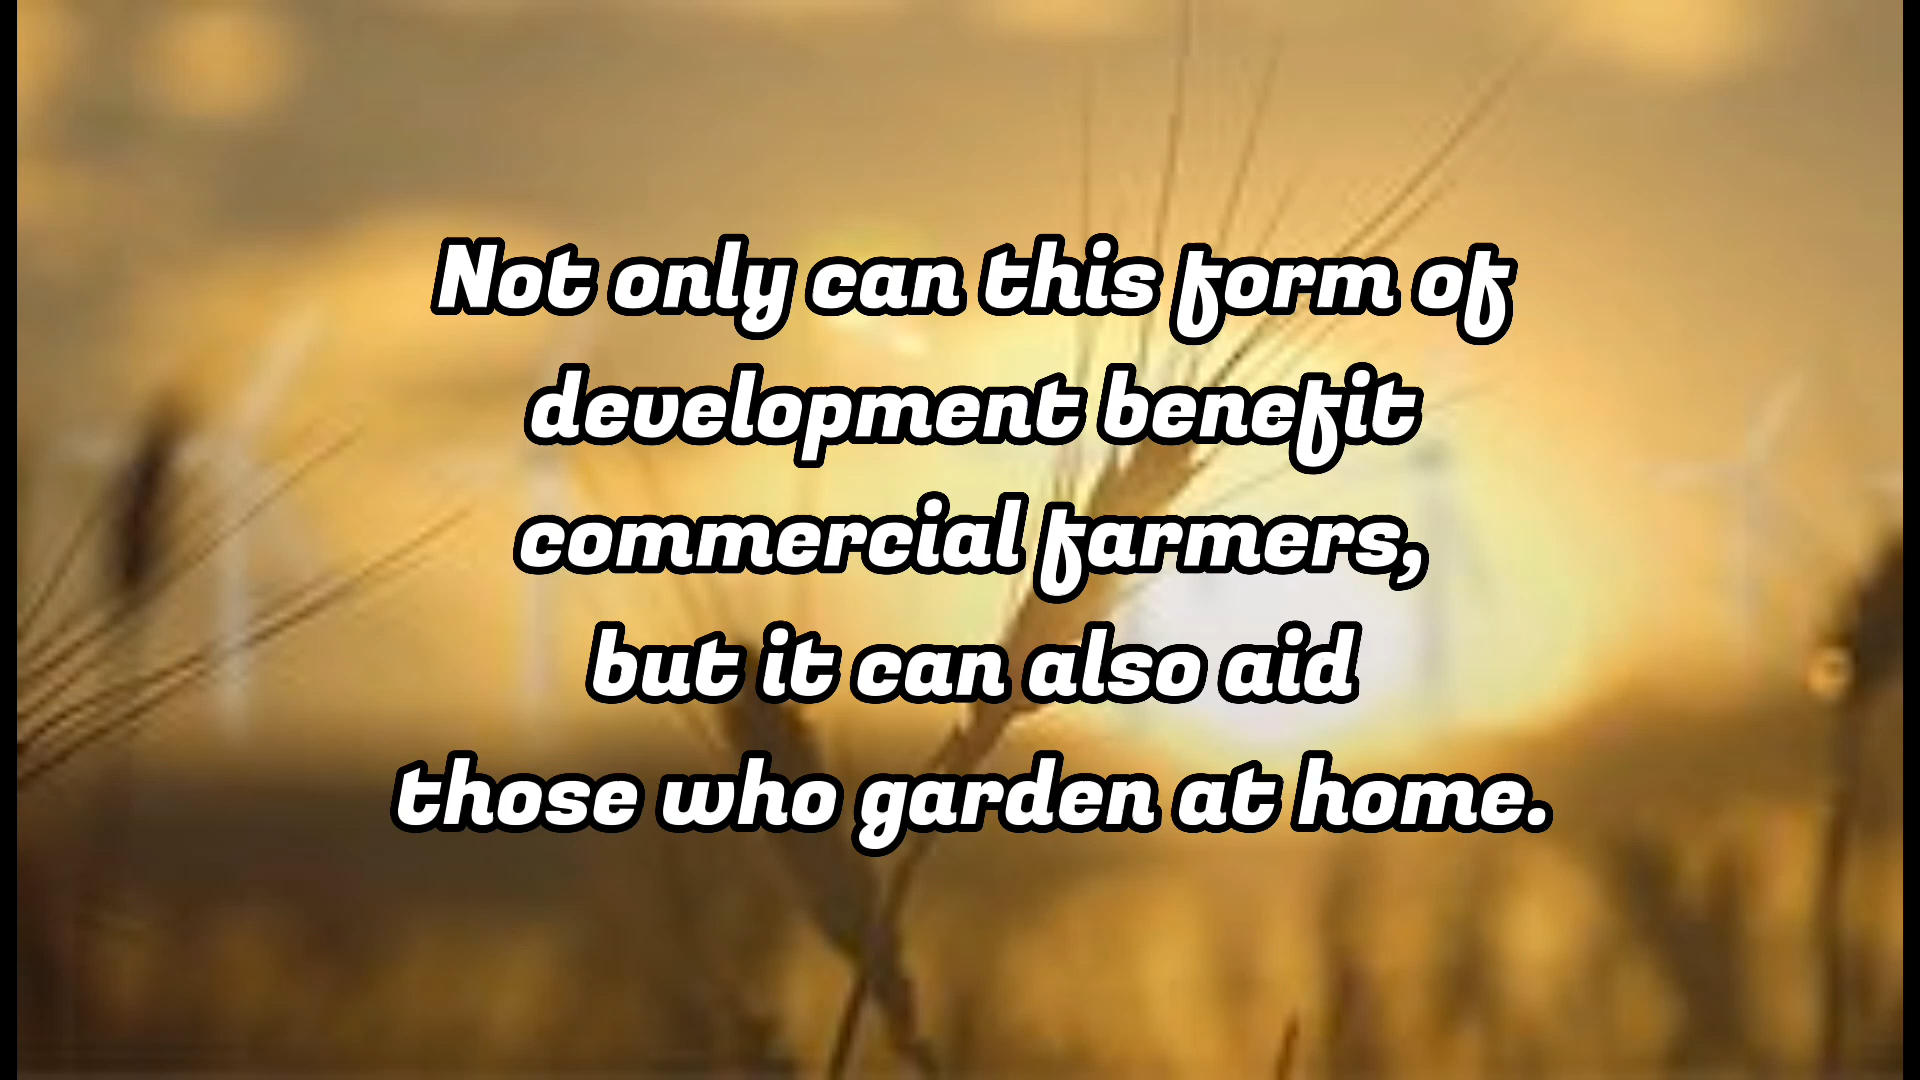 Not only can this form of
development benefit
commercial farmers,
but it can also aid
those who garden at home.